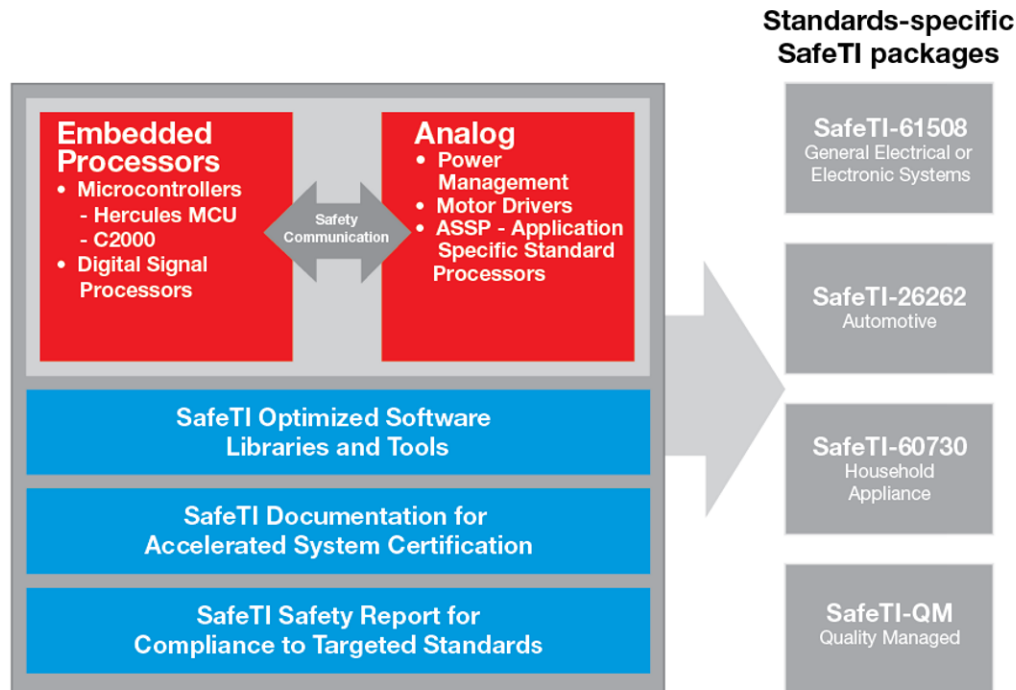 Standards-specific
SafeTI packages
Embedded
Processors
• Microcontrollers
- Hercules MCU
- C2000
• Digital Signal
Processors
Safety
Communication
Analog
• Power
Management
• Motor Drivers
• ASSP - Application
Specific Standard
Processors
SafeTI Optimized Software
Libraries and Tools
SafeTI Documentation for
Accelerated System Certification
SafeTI Safety Report for
Compliance to Targeted Standards
SafeTI-61508
General Electrical or
Electronic Systems
SafeTI-26262
Automotive
SafeTI-60730
Household
Appliance
SafeTI-QM
Quality Managed